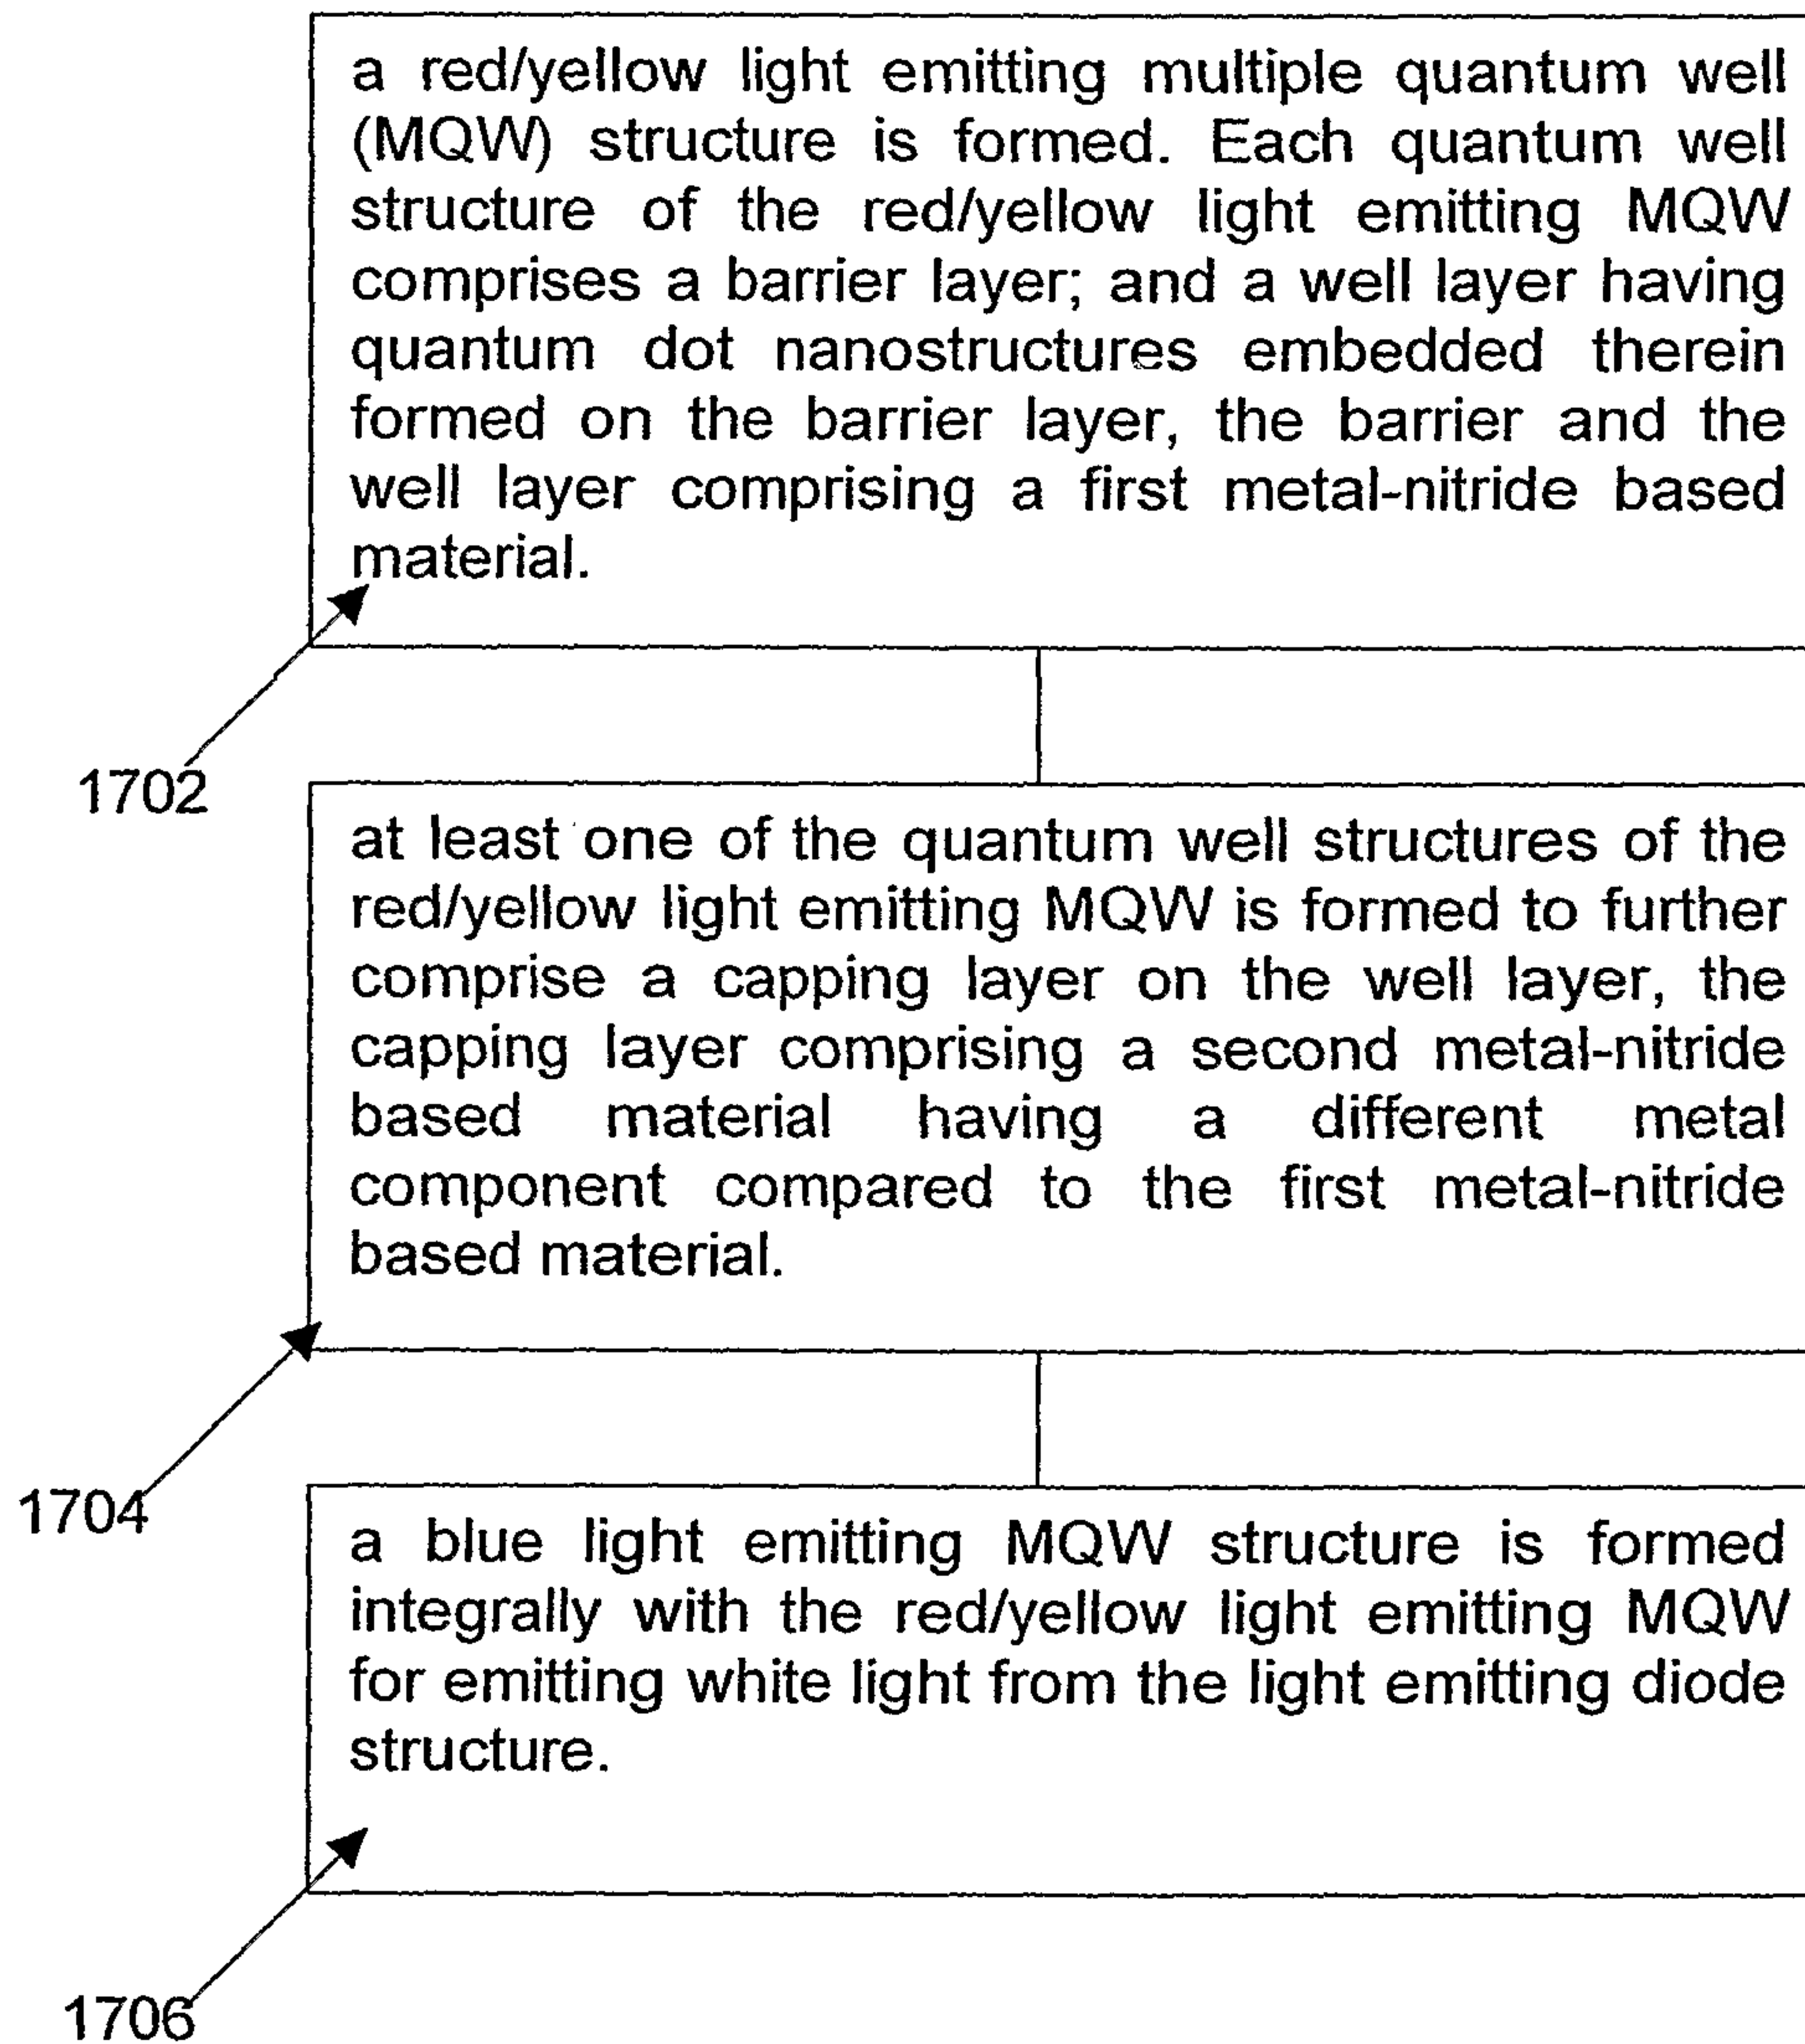 a red/yellow light emitting multiple quantum well
(MQW) structure is formed. Each quantum well
structure of the red/yellow light emitting MQW
comprises a barrier layer; and a well layer having
quantum dot nanostructures embedded therein
formed on the barrier layer, the barrier and the
well layer comprising a first metal-nitride based
material.
1702
at least one of the quantum well structures of the
red/yellow light emitting MQW is formed to further
comprise a capping layer on the well layer, the
capping layer comprising a second metal-nitride
based material having a different metal
component compared to the first metal-nitride
based material.
1704
a blue light emitting MQW structure is formed
integrally with the red/yellow light emitting MQW
for emitting white light from the light emitting diode
structure.
1706